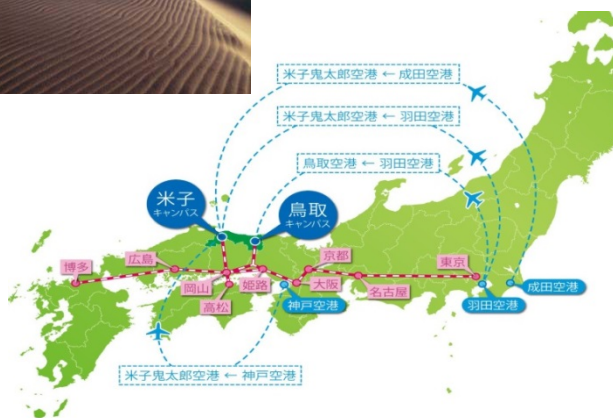 米子鬼太郎空港 ← 成田空港
米子鬼太郎空港 ← 羽田空港
鳥取空港 ← 羽田空港
米子
キャンパス
鳥取
キャンパス
博多
広島
岡山
高松
姫路
神戸空港
大阪
京都
名古屋
東京
羽田空港
成田空港
米子鬼太郎空港 ← 神戸空港